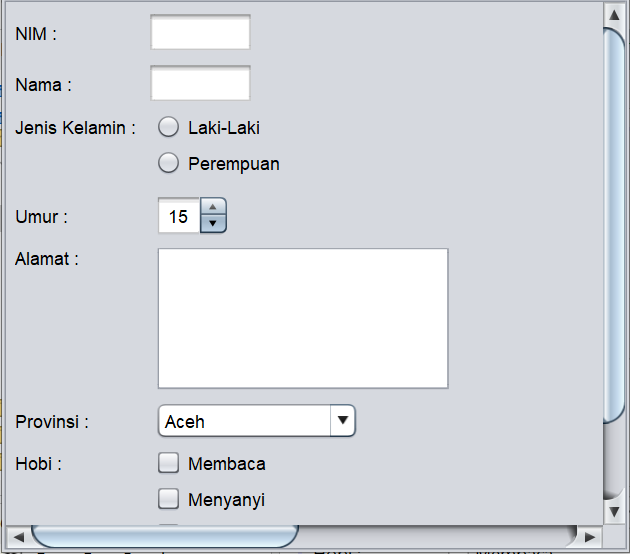 NIM :
Nama :
Jenis Kelamin : Laki-Laki
Perempuan
Umur : 15
Alamat :
Provinsi : Aceh
Hobi : Membaca
Menyanyi